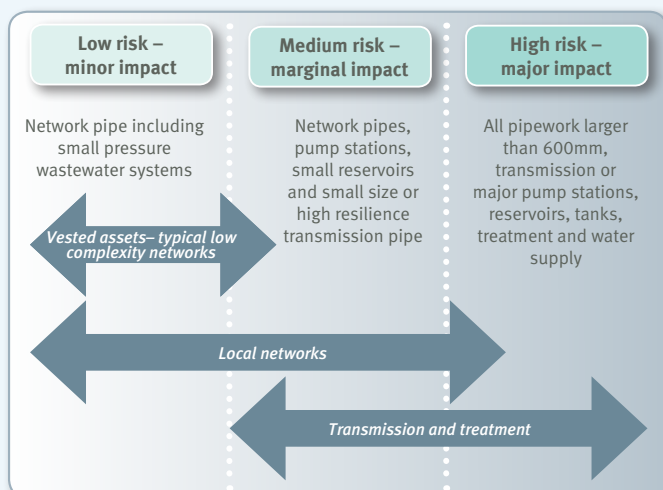 Low risk –
minor impact
Medium risk –
marginal impact
High risk –
major impact
Network pipe including
small pressure
wastewater systems
Network pipes,
pump stations,
small reservoirs
and small size or
high resilience
transmission pipe
All pipework larger
than 600mm,
transmission or
major pump stations,
reservoirs, tanks,
treatment and water
supply
Vested assets– typical low
complexity networks
Local networks
Transmission and treatment